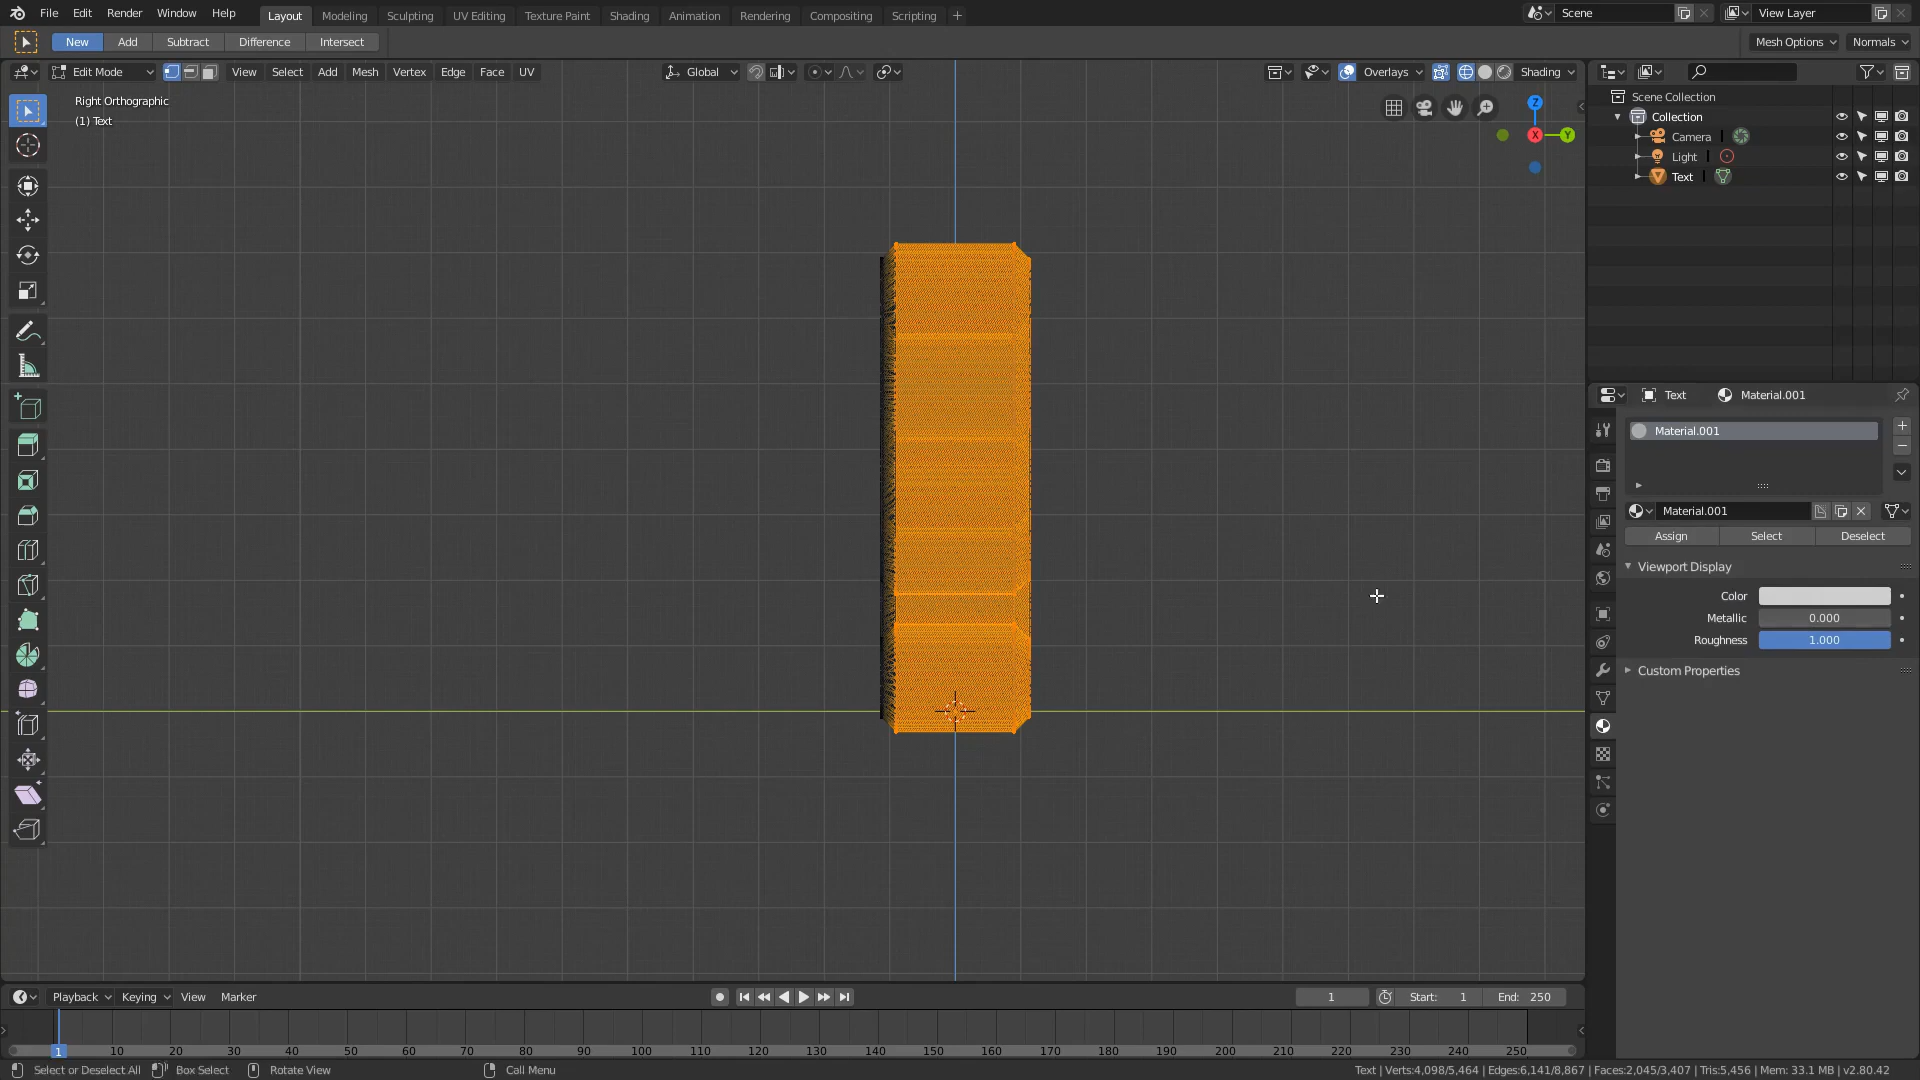 File Edit Render Window Help Layout Modeling Sculpting UV Editing Texture Paint Shading Animation Rendering Compositing Scripting + Scene View Layer
New Add Subtract Difference Intersect Mesh Options Normals
Edit Mode View Select Add Mesh Vertex Edge Face UV Global Overlays Shading
Right Orthographic
(1) Text
Z
X
Y
Scene Collection
Collection
Camera
Light
Text
Text Material.001
Material.001
Material.001
Assign Select Deselect
Viewport Display
Color
Metallic 0.000
Roughness 1.000
Custom Properties
Playback Keying View Marker 1 Start: 1 End: 250
1 10 20 30 40 50 60 70 80 90 100 110 120 130 140 150 160 170 180 190 200 210 220 230 240 250
Select or Deselect All Box Select Rotate View Call Menu Text | Verts:4,098/5,464 | Edges:6,141/8,867 | Faces:2,045/3,407 | Tris:5,456 | Mem: 33.1 MB | v2.80.42